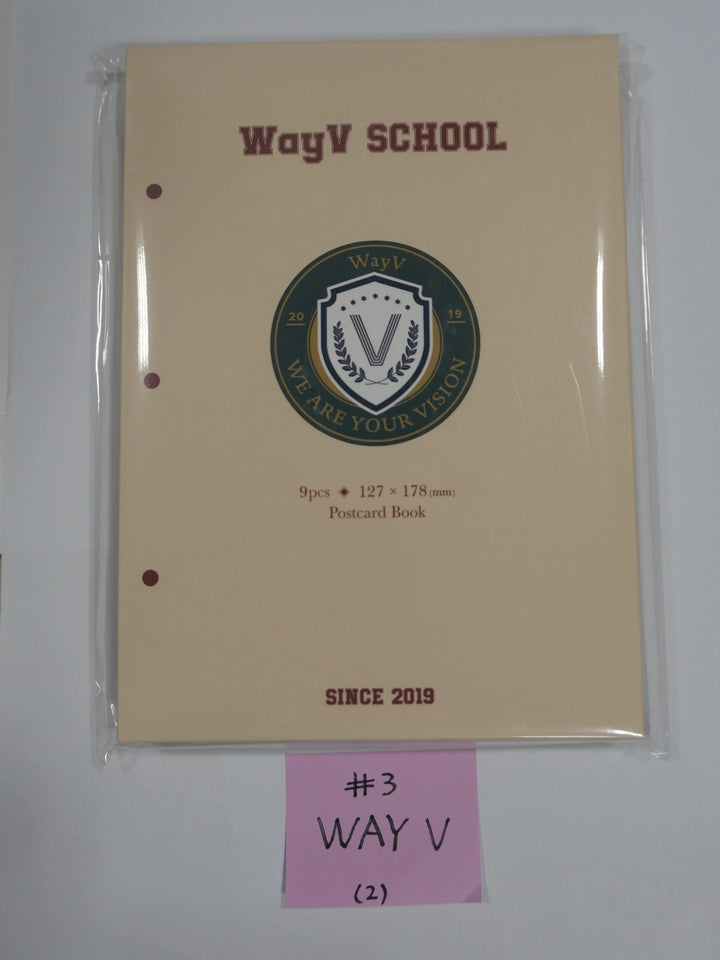 WayV SCHOOL
WayV
20 19
V
WE ARE YOUR VISION
9pcs ◈ 127 × 178(mm)
Postcard Book
SINCE 2019
#3
WAY V
(2)